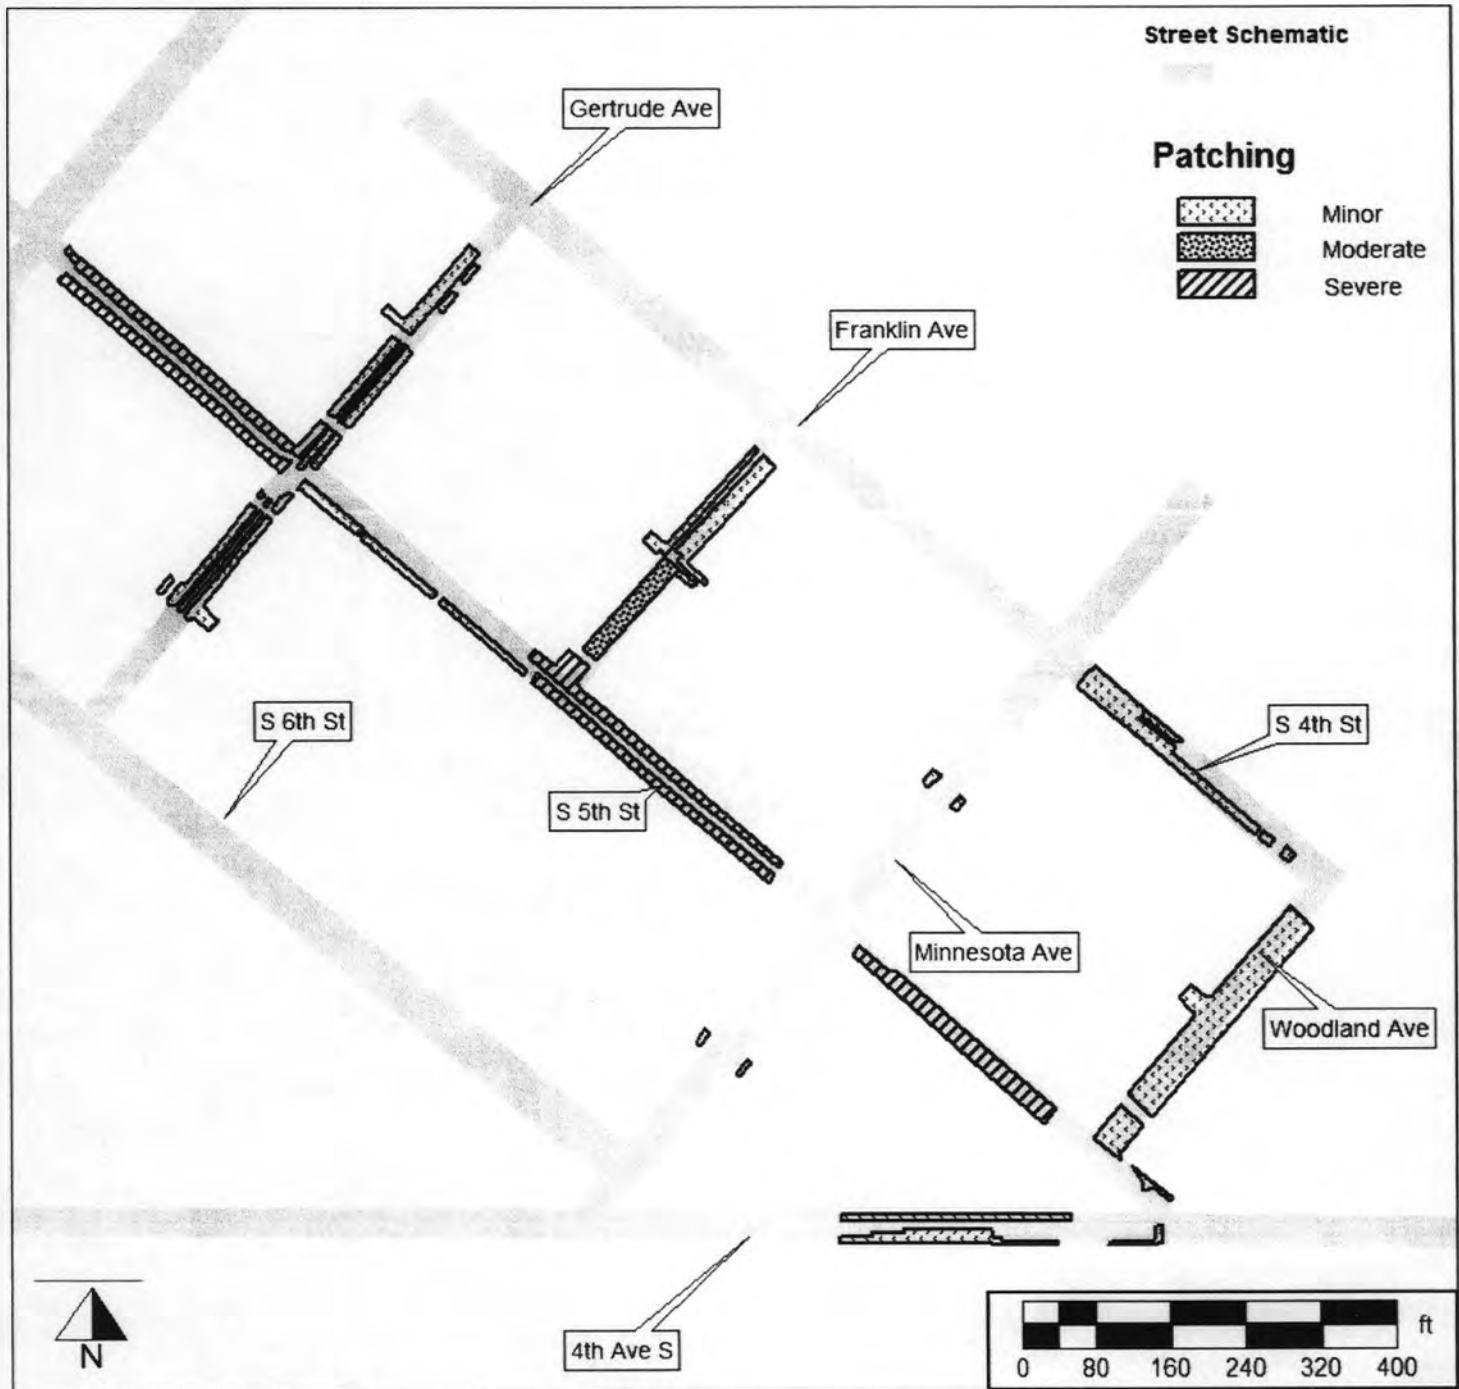 Street Schematic
Gertrude Ave
Patching
Minor
Moderate
Severe
Franklin Ave
S 6th St
S 4th St
S 5th St
Minnesota Ave
Woodland Ave
4th Ave S
N
ft
0 80 160 240 320 400